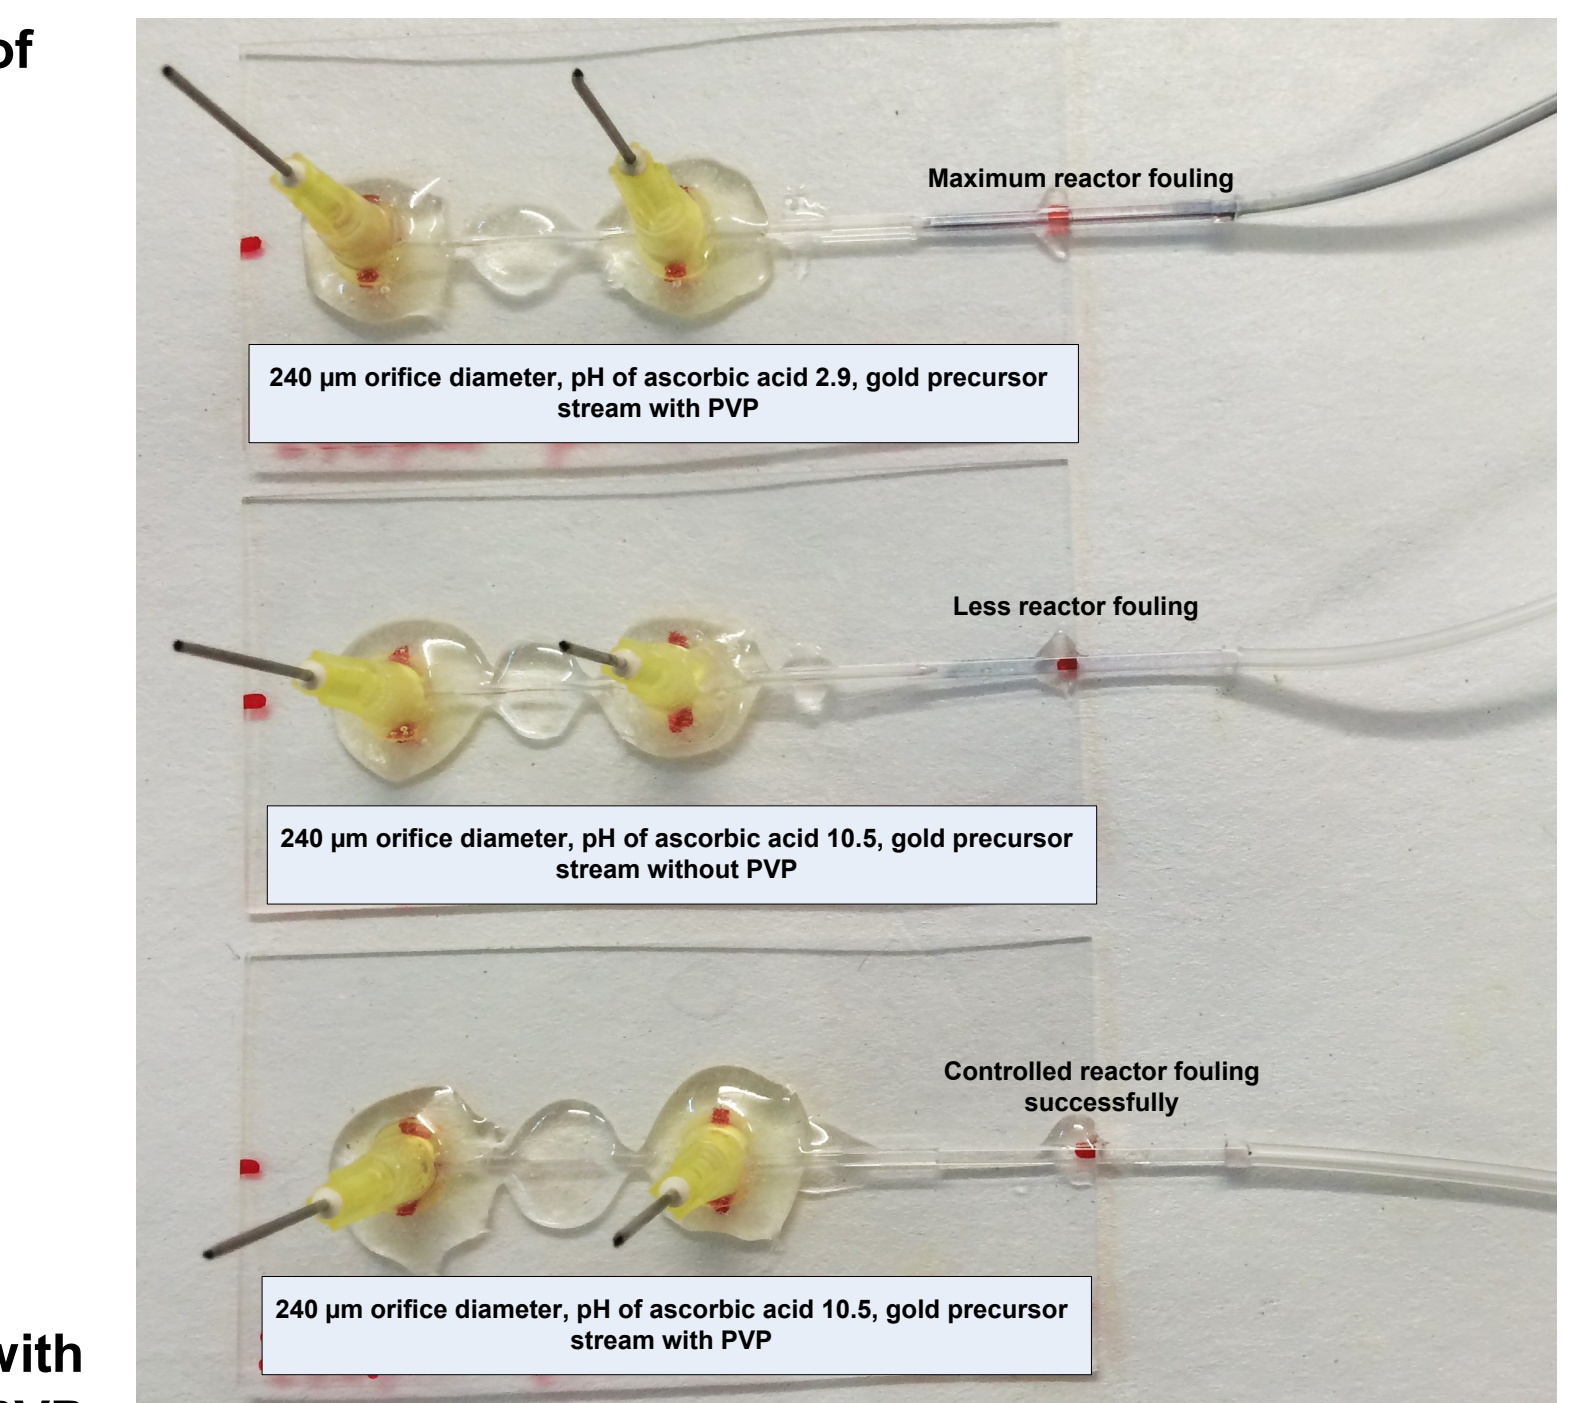 of
Maximum reactor fouling
240 µm orifice diameter, pH of ascorbic acid 2.9, gold precursor
stream with PVP
Less reactor fouling
240 µm orifice diameter, pH of ascorbic acid 10.5, gold precursor
stream without PVP
Controlled reactor fouling
successfully
240 µm orifice diameter, pH of ascorbic acid 10.5, gold precursor
stream with PVP
with